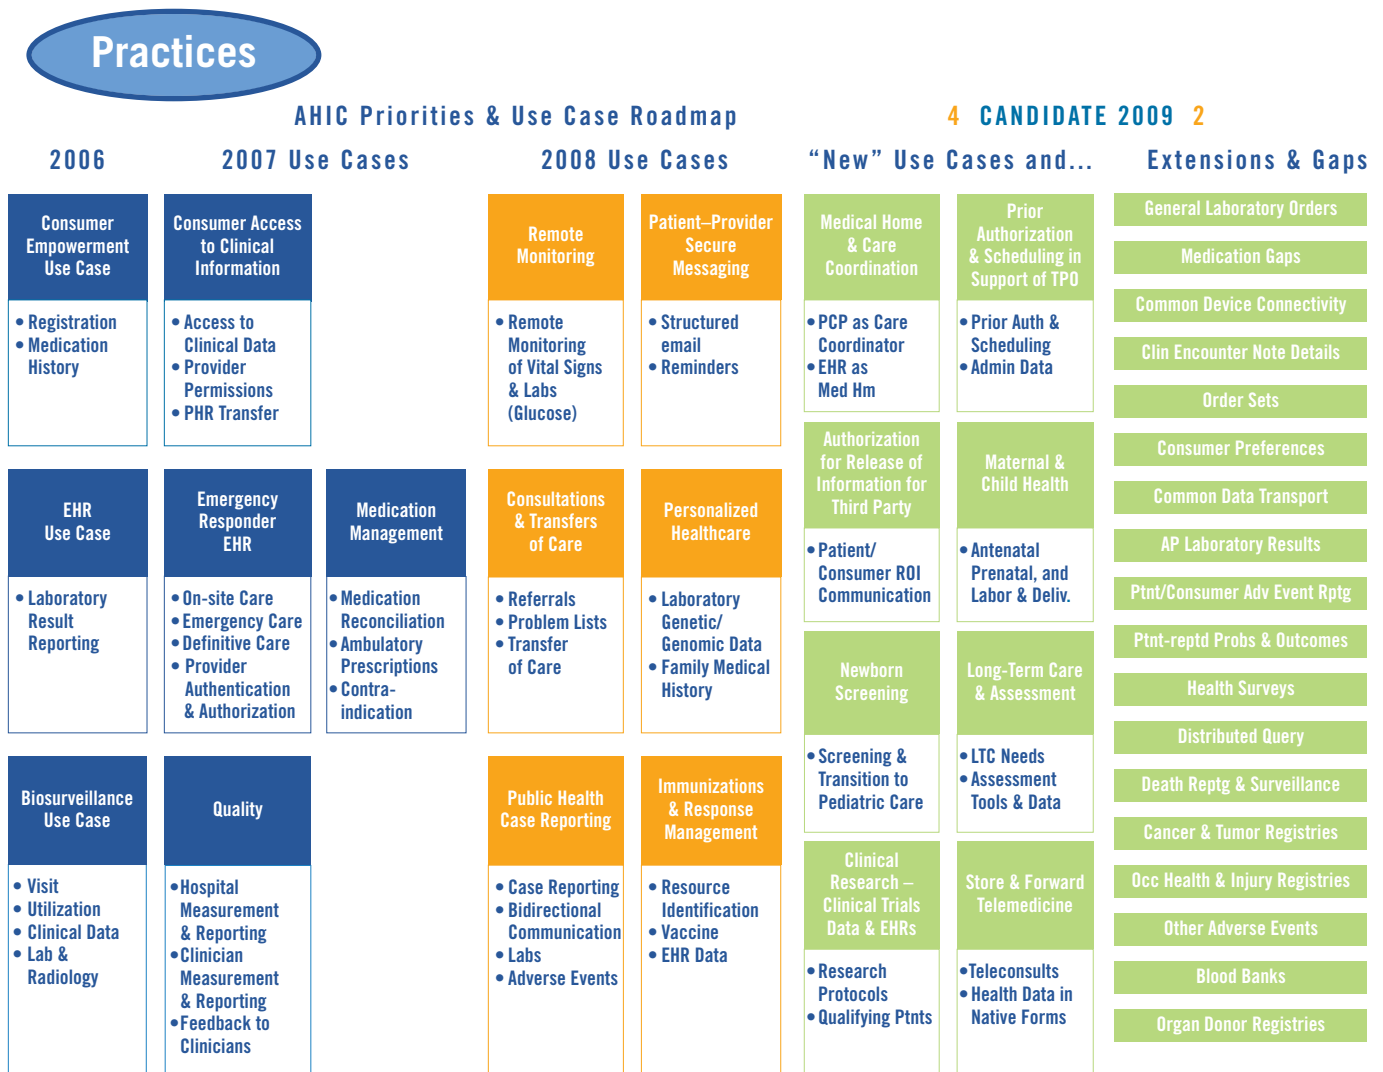 Practices
AHIC Priorities & Use Case Roadmap
4 CANDIDATE 2009 2
2006
2007 Use Cases
2008 Use Cases
“New” Use Cases and...
Extensions & Gaps
Consumer
Empowerment
Use Case
• Registration
• Medication
History
Consumer Access
to Clinical
Information
• Access to
Clinical Data
• Provider
Permissions
• PHR Transfer
Remote
Monitoring
• Remote
Monitoring
of Vital Signs
& Labs
(Glucose)
Patient–Provider
Secure
Messaging
• Structured
email
• Reminders
EHR
Use Case
• Laboratory
Result
Reporting
Emergency
Responder
EHR
• On-site Care
• Emergency Care
• Definitive Care
• Provider
Authentication
& Authorization
Medication
Management
• Medication
Reconciliation
• Ambulatory
Prescriptions
• Contra-
indication
Consultations
& Transfers
of Care
• Referrals
• Problem Lists
• Transfer
of Care
Personalized
Healthcare
• Laboratory
Genetic/
Genomic Data
• Family Medical
History
Biosurveillance
Use Case
• Visit
• Utilization
• Clinical Data
• Lab &
Radiology
Quality
• Hospital
Measurement
& Reporting
• Clinician
Measurement
& Reporting
• Feedback to
Clinicians
Public Health
Case Reporting
• Case Reporting
• Bidirectional
Communication
• Labs
• Adverse Events
Immunizations
& Response
Management
• Resource
Identification
• Vaccine
• EHR Data
Medical Home
& Care
Coordination
• PCP as Care
Coordinator
• EHR as
Med Hm
Prior
Authorization
& Scheduling in
Support of TPO
• Prior Auth &
Scheduling
• Admin Data
Authorization
for Release of
Information for
Third Party
• Patient/
Consumer ROI
Communication
Maternal &
Child Health
• Antenatal
Prenatal, and
Labor & Deliv.
Newborn
Screening
• Screening &
Transition to
Pediatric Care
Long-Term Care
& Assessment
• LTC Needs
• Assessment
Tools & Data
Clinical
Research –
Clinical Trials
Data & EHRs
• Research
Protocols
• Qualifying Ptnts
Store & Forward
Telemedicine
• Teleconsults
• Health Data in
Native Forms
General Laboratory Orders
Medication Gaps
Common Device Connectivity
Clin Encounter Note Details
Order Sets
Consumer Preferences
Common Data Transport
AP Laboratory Results
Ptnt/Consumer Adv Event Rptg
Ptnt-reptd Probs & Outcomes
Health Surveys
Distributed Query
Death Reptg & Surveillance
Cancer & Tumor Registries
Occ Health & Injury Registries
Other Adverse Events
Blood Banks
Organ Donor Registries